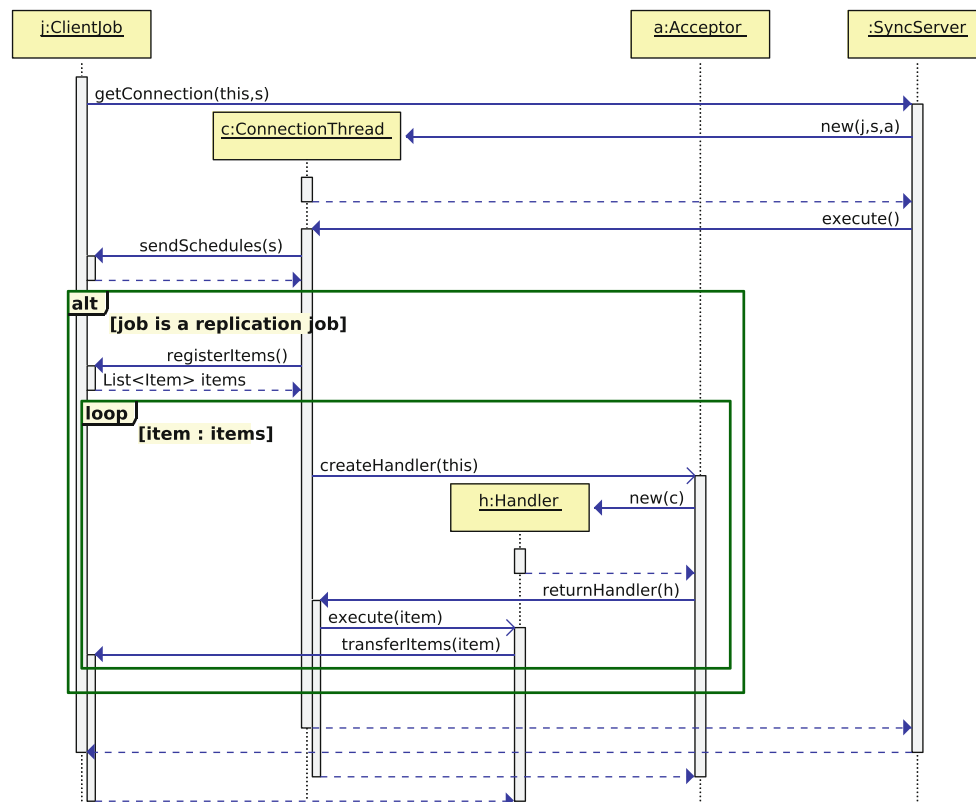 j:ClientJob
a:Acceptor
:SyncServer
getConnection(this,s)
c:ConnectionThread
new(j,s,a)
execute()
sendSchedules(s)
alt
[job is a replication job]
registerItems()
List<Item> items
loop
[item : items]
createHandler(this)
h:Handler
new(c)
returnHandler(h)
execute(item)
transferItems(item)